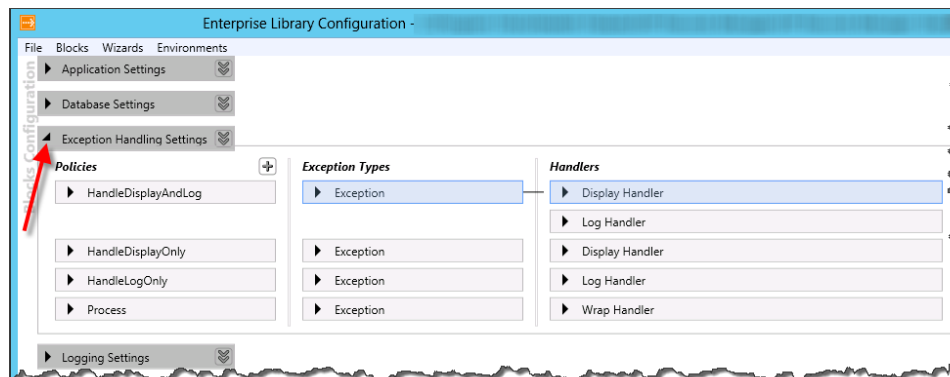 Enterprise Library Configuration -
File Blocks Wizards Environments
Blocks Configuration
Application Settings
Database Settings
Exception Handling Settings
Policies Exception Types Handlers
HandleDisplayAndLog Exception Display Handler
Log Handler
HandleDisplayOnly Exception Display Handler
HandleLogOnly Exception Log Handler
Process Exception Wrap Handler
Logging Settings